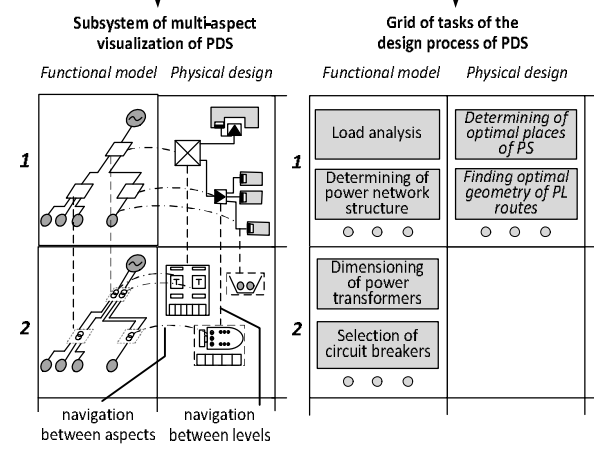 Subsystem of multi-aspect
visualization of PDS
Functional model Physical design
1
2
T T
navigation
between aspects
navigation
between levels
Grid of tasks of the
design process of PDS
Functional model Physical design
1
Load analysis
Determining of
power network
structure
Determining of
optimal places
of PS
Finding optimal
geometry of PL
routes
2
Dimensioning
of power
transformers
Selection of
circuit breakers